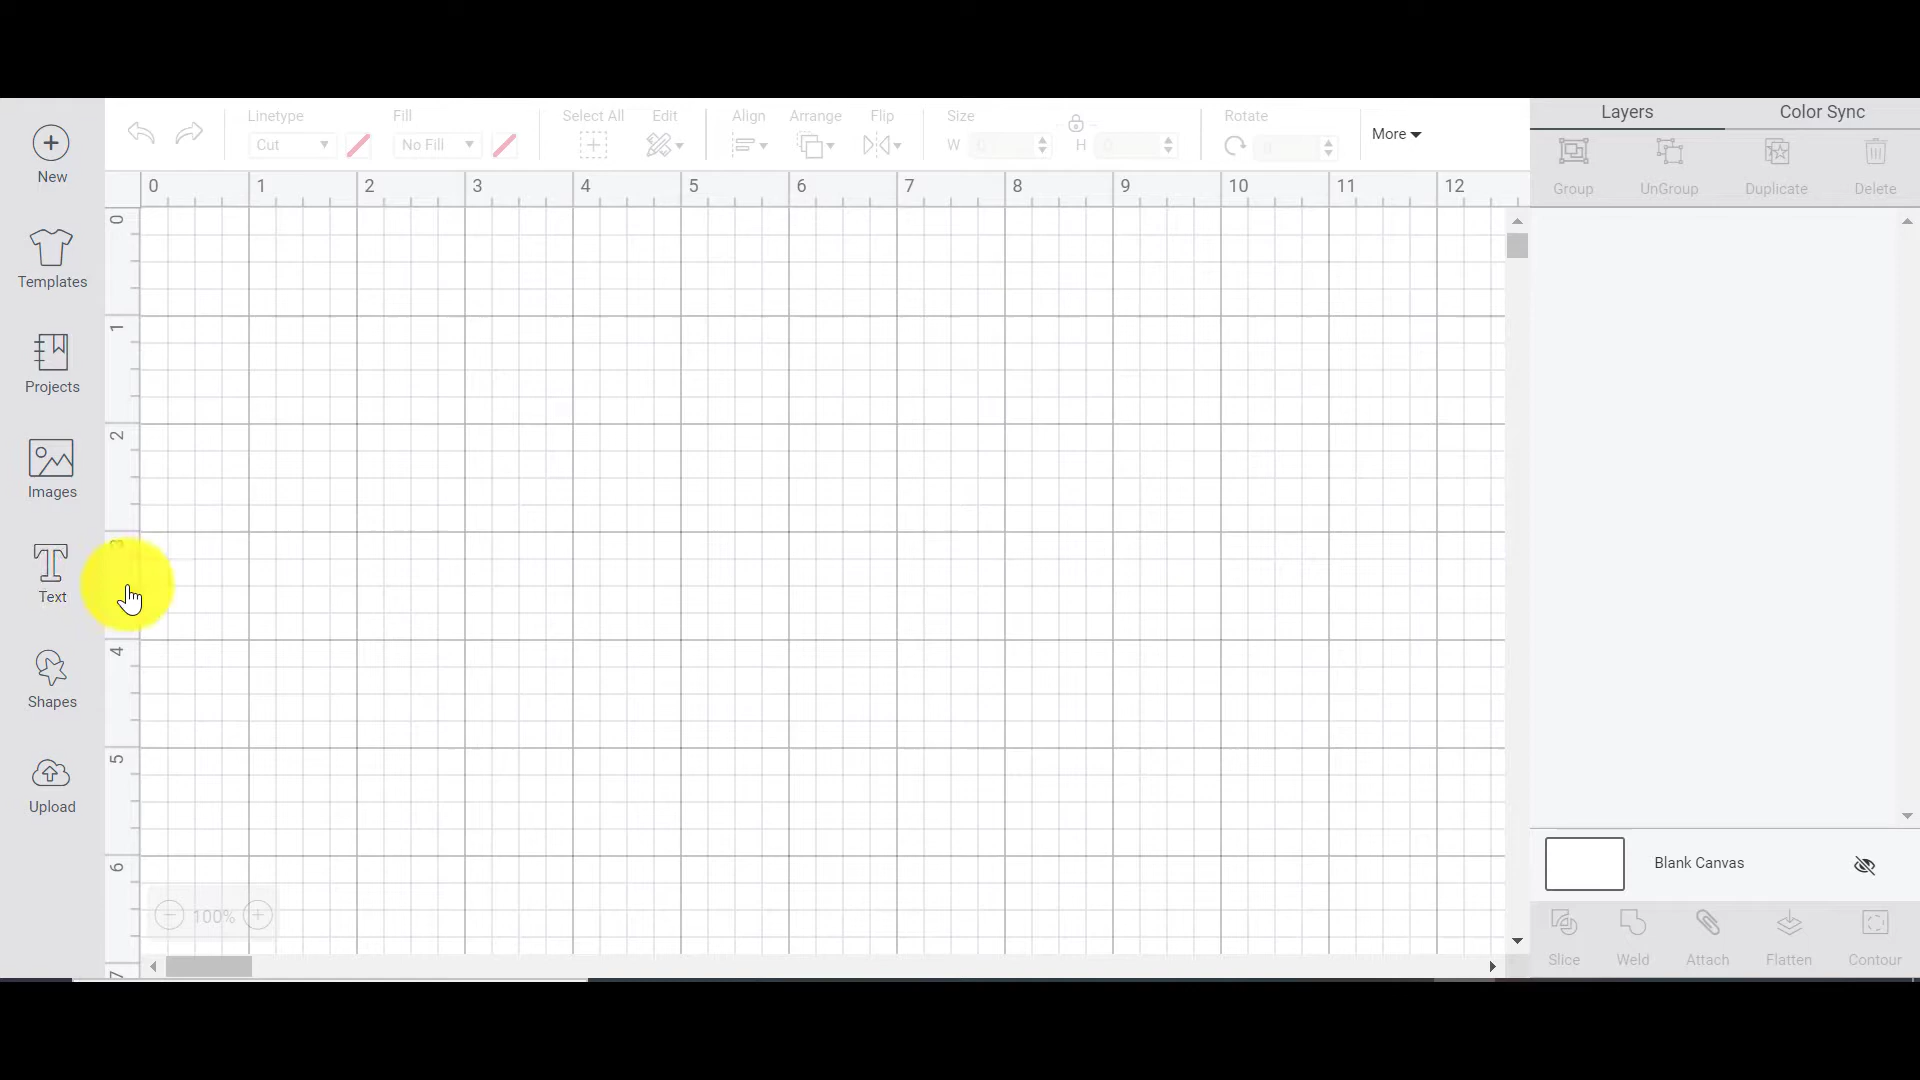 Linetype Fill Select All Edit Align Arrange Flip Size Rotate
Cut No Fill W H More
Layers Color Sync
Group UnGroup Duplicate Delete
New
Templates
Projects
Images
Text
Shapes
Upload
0 1 2 3 4 5 6 7 8 9 10 11 12
0
1
2
3
4
5
6
7
100%
Blank Canvas
Slice Weld Attach Flatten Contour